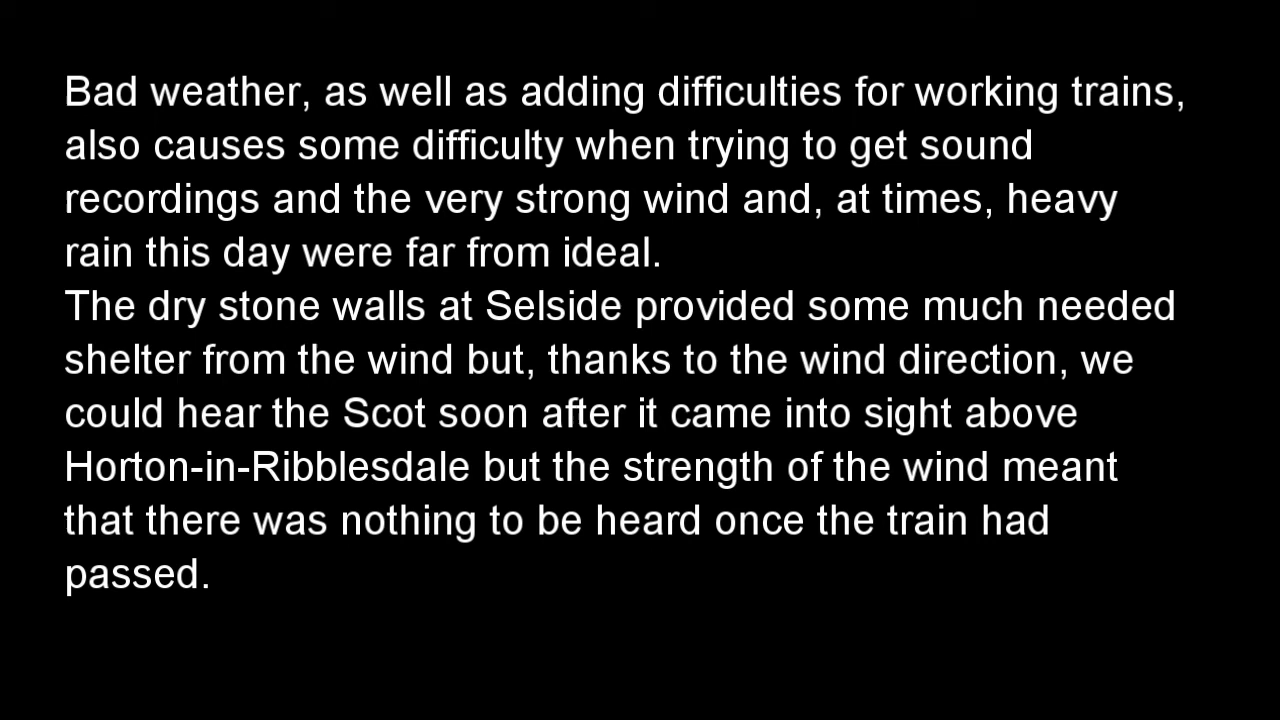 Bad weather, as well as adding difficulties for working trains,
also causes some difficulty when trying to get sound
recordings and the very strong wind and, at times, heavy
rain this day were far from ideal.
The dry stone walls at Selside provided some much needed
shelter from the wind but, thanks to the wind direction, we
could hear the Scot soon after it came into sight above
Horton-in-Ribblesdale but the strength of the wind meant
that there was nothing to be heard once the train had
passed.